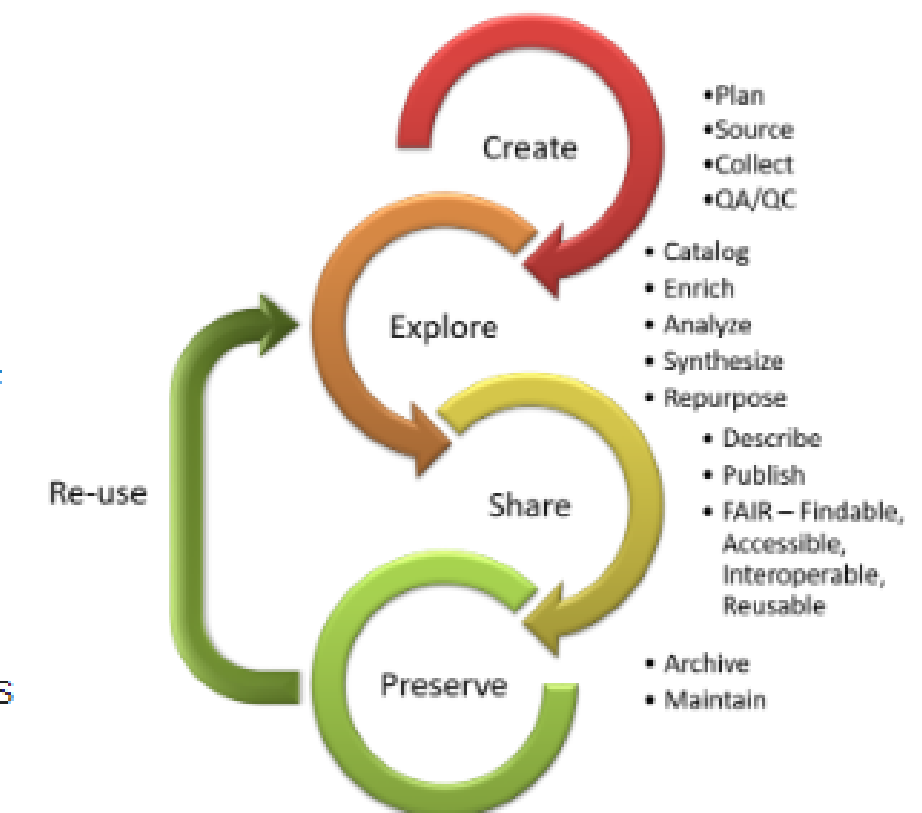 Create
•Plan
•Source
•Collect
•QA/QC
Explore
• Catalog
• Enrich
• Analyze
• Synthesize
• Repurpose
Share
• Describe
• Publish
• FAIR – Findable,
Accessible,
Interoperable,
Reusable
Re-use
Preserve
• Archive
• Maintain
s